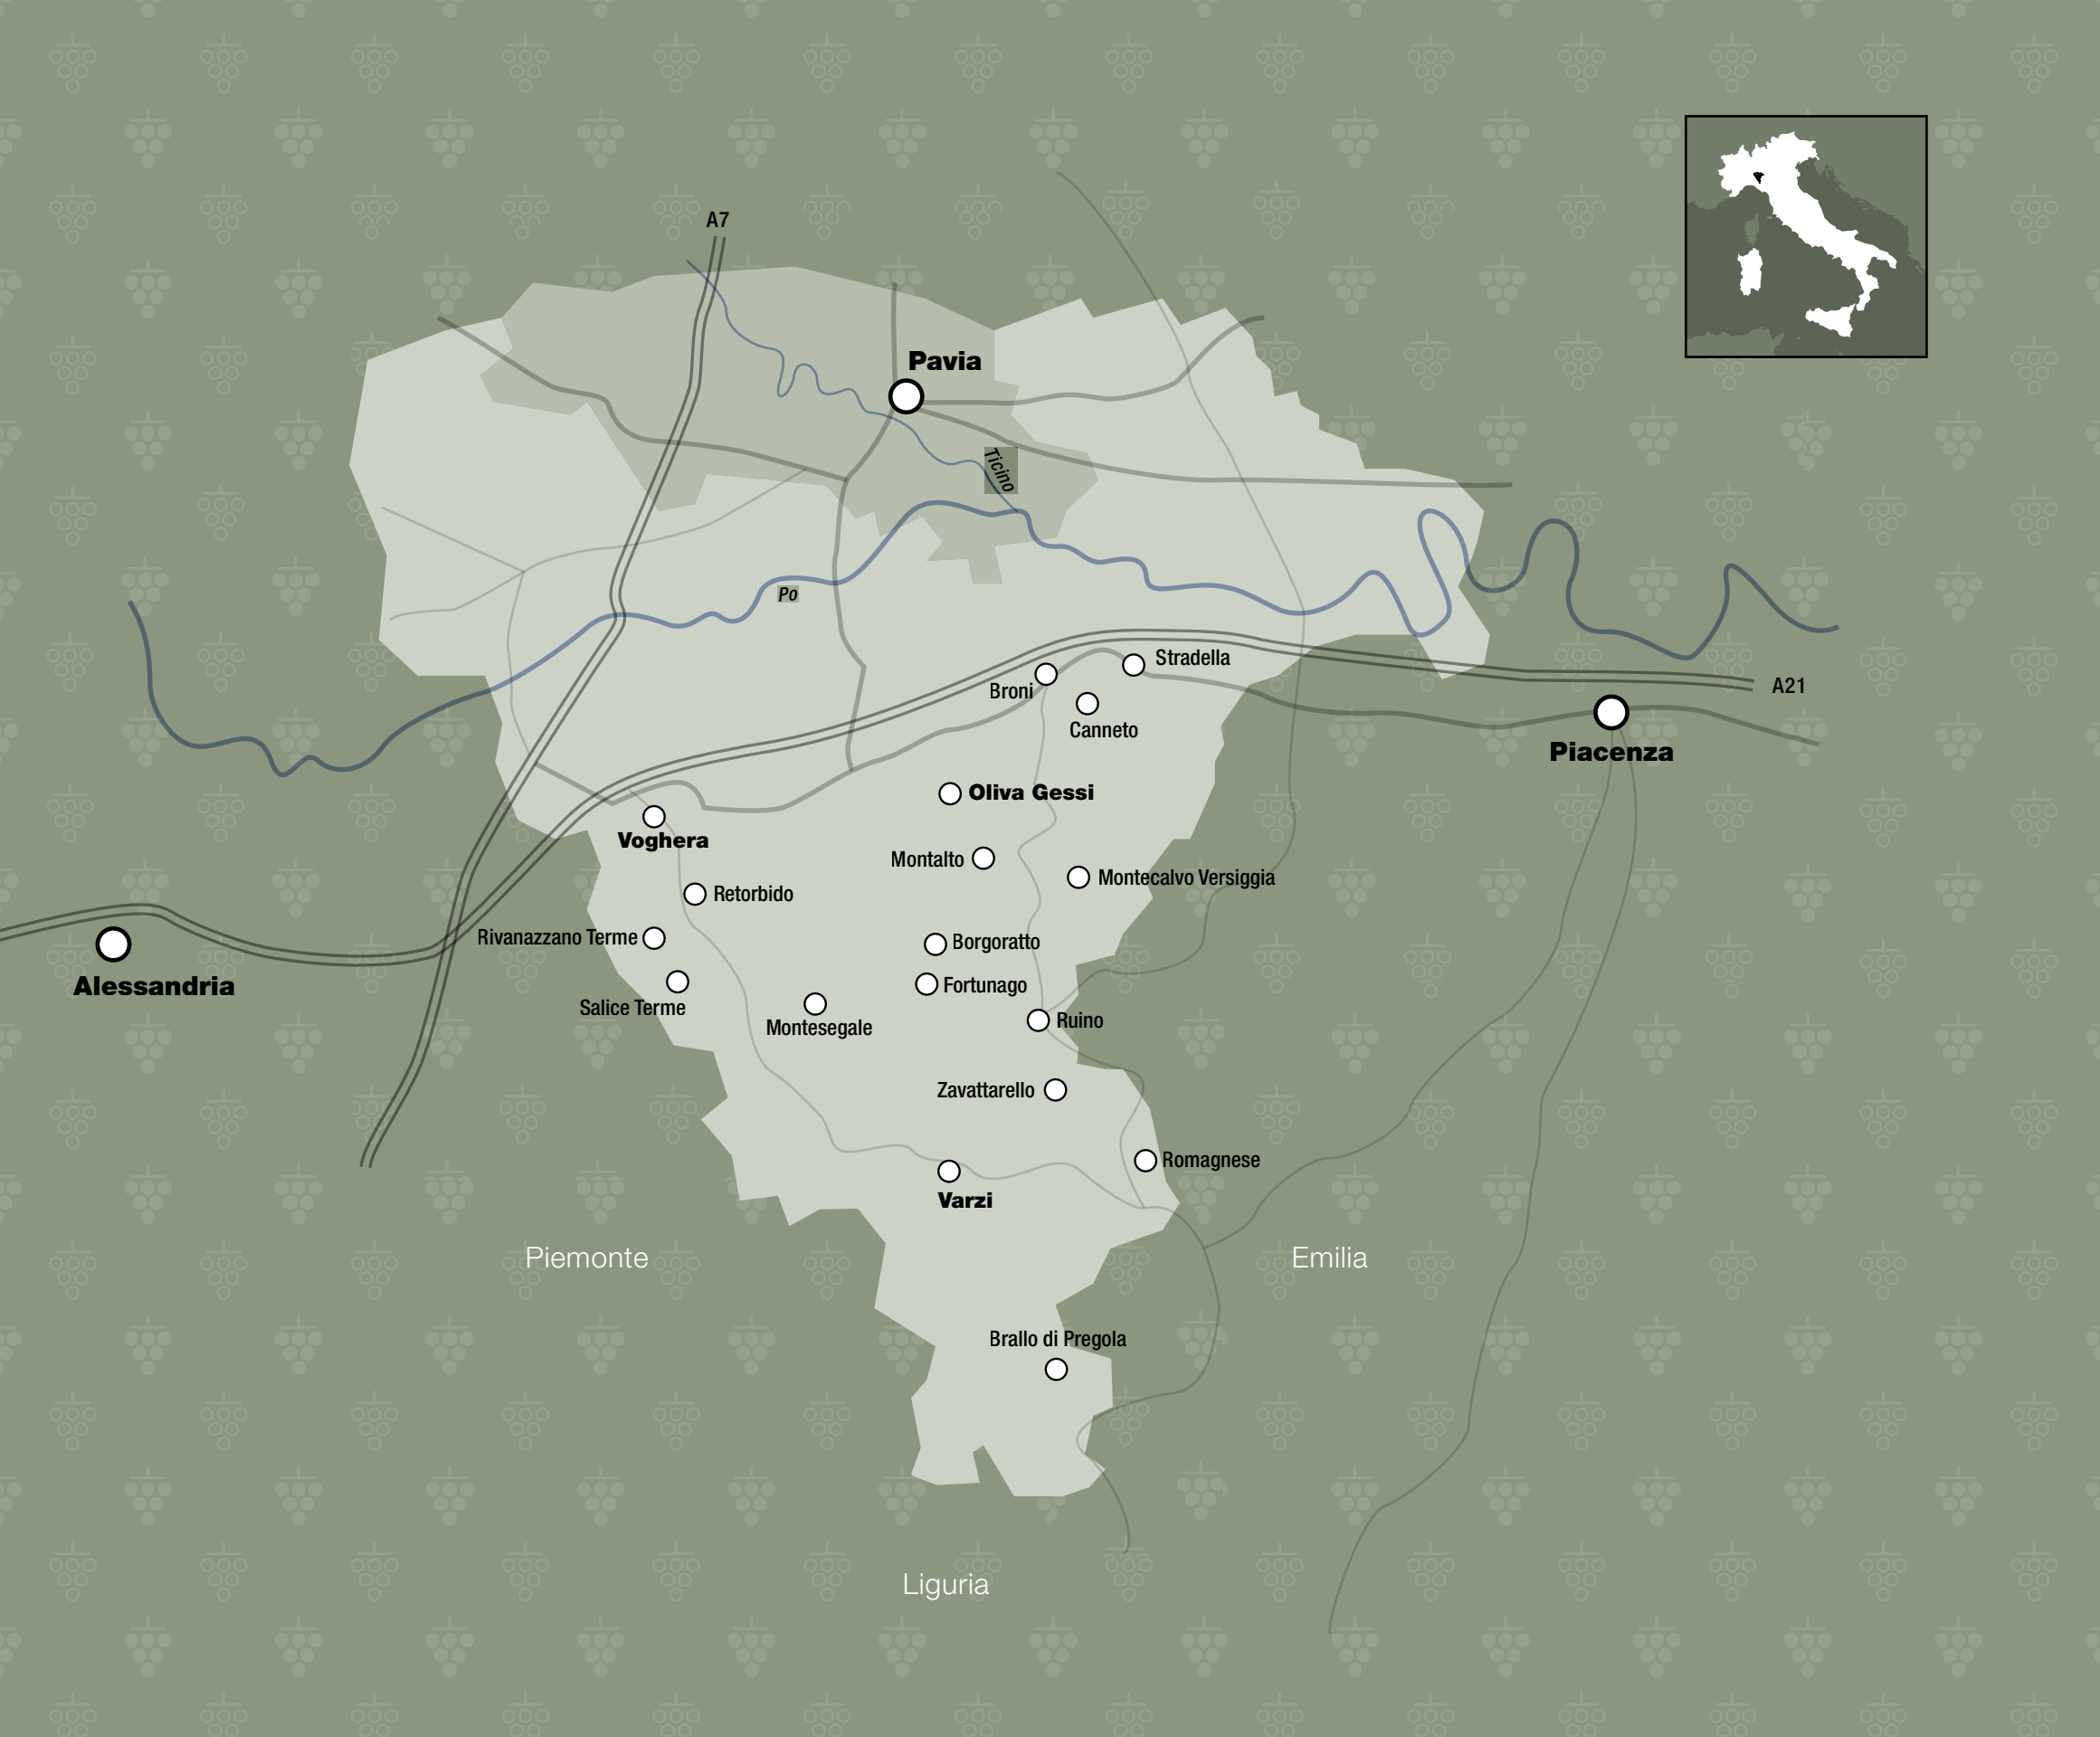 A7
Pavia
Ticino
Po
Stradella
Broni
A21
Canneto
Piacenza
Oliva Gessi
Voghera
Montalto
Montecalvo Versiggia
Retorbido
Rivanazzano Terme
Borgoratto
Alessandria
Fortunago
Salice Terme
Montesegale
Ruino
Zavattarello
Romagnese
Varzi
Piemonte
Emilia
Brallo di Pregola
Liguria